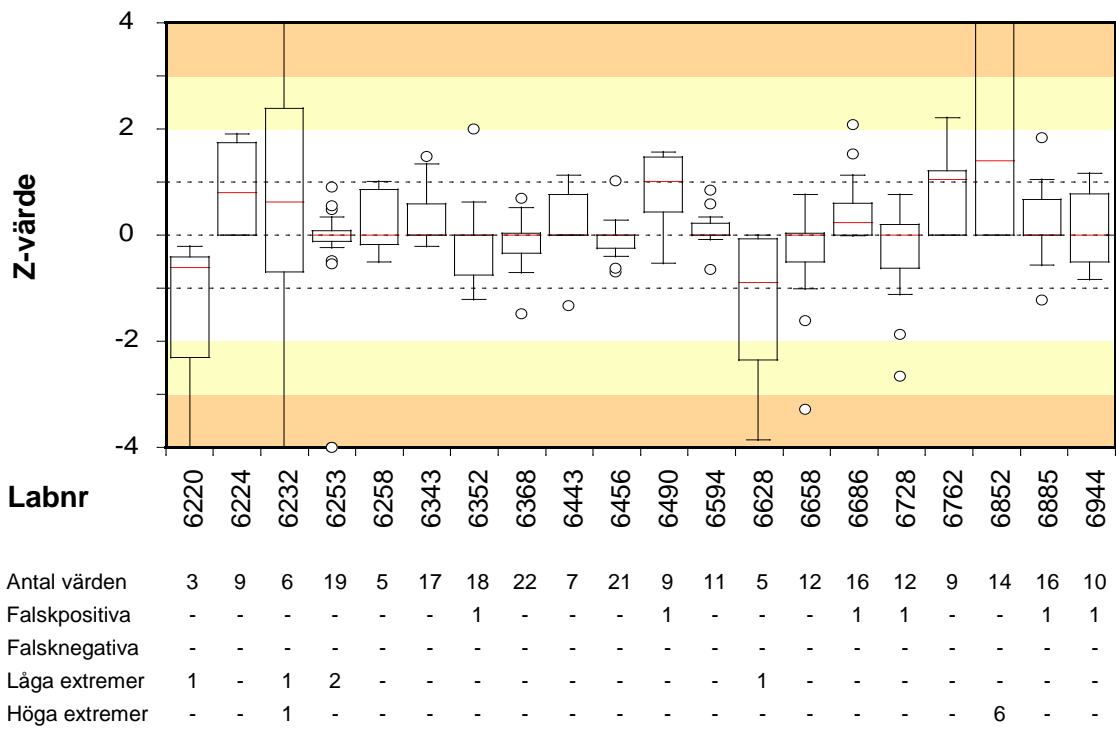 4
2
0
-2
-4
Z-värde
Labnr 6220 6224 6232 6253 6258 6343 6352 6368 6443 6456 6490 6594 6628 6658 6686 6728 6762 6852 6885 6944
Antal värden 3 9 6 19 5 17 18 22 7 21 9 11 5 12 16 12 9 14 16 10
Falskpositiva - - - - - - 1 - - - 1 - - - 1 1 - - 1 1
Falsknegativa - - - - - - - - - - - - - - - - - - - -
Låga extremer 1 - 1 2 - - - - - - - - 1 - - - - - - -
Höga extremer - - 1 - - - - - - - - - - - - - - 6 - -